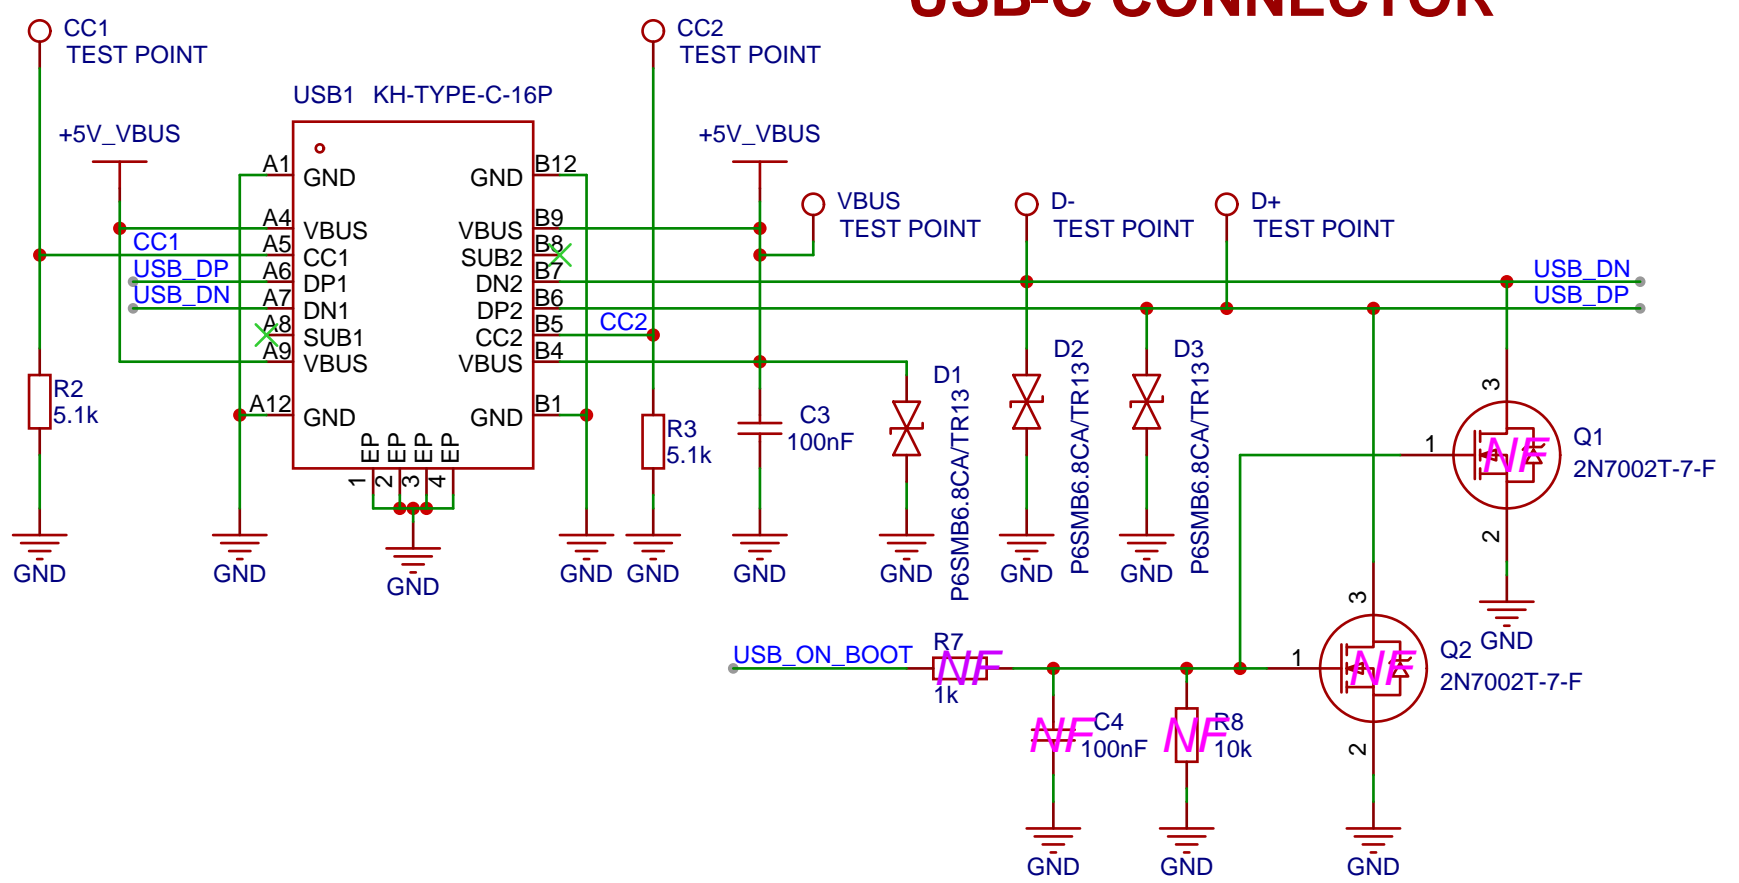 USB-C CONNECTOR
CC1
TEST POINT
CC2
TEST POINT
USB1 KH-TYPE-C-16P
+5V_VBUS
+5V_VBUS
A1 GND
GND B12
A4 VBUS
VBUS B9
CC1 A5 CC1
SUB2 B8
USB_DP A6 DP1
DN2 B7
USB_DN A7 DN1
DP2 B6
A8 SUB1
CC2 B5 CC2
A9 VBUS
VBUS B4
A12 GND
GND B1
EP EP EP EP
1 2 3 4
VBUS
TEST POINT
D-
TEST POINT
D+
TEST POINT
USB_DN
USB_DP
R2
5.1k
R3
5.1k
C3
100nF
D1
P6SMB6.8CA/TR13
D2
P6SMB6.8CA/TR13
D3
P6SMB6.8CA/TR13
3
1
NF
Q1
2N7002T-7-F
2
GND
GND
GND
GND
GND
GND
GND
GND
GND
GND
USB_ON_BOOT
R7
NF
1k
3
1
NF
Q2
2N7002T-7-F
2
NF
C4
100nF
NF
R8
10k
GND
GND
GND